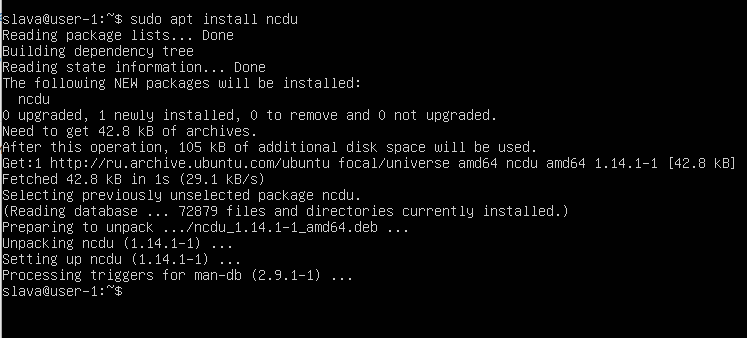 slava@user-1:~$ sudo apt install ncdu
Reading package lists... Done
Building dependency tree
Reading state information... Done
The following NEW packages will be installed:
  ncdu
0 upgraded, 1 newly installed, 0 to remove and 0 not upgraded.
Need to get 42.8 kB of archives.
After this operation, 105 kB of additional disk space will be used.
Get:1 http://ru.archive.ubuntu.com/ubuntu focal/universe amd64 ncdu amd64 1.14.1-1 [42.8 kB]
Fetched 42.8 kB in 1s (29.1 kB/s)
Selecting previously unselected package ncdu.
(Reading database ... 72879 files and directories currently installed.)
Preparing to unpack .../ncdu_1.14.1-1_amd64.deb ...
Unpacking ncdu (1.14.1-1) ...
Setting up ncdu (1.14.1-1) ...
Processing triggers for man-db (2.9.1-1) ...
slava@user-1:~$